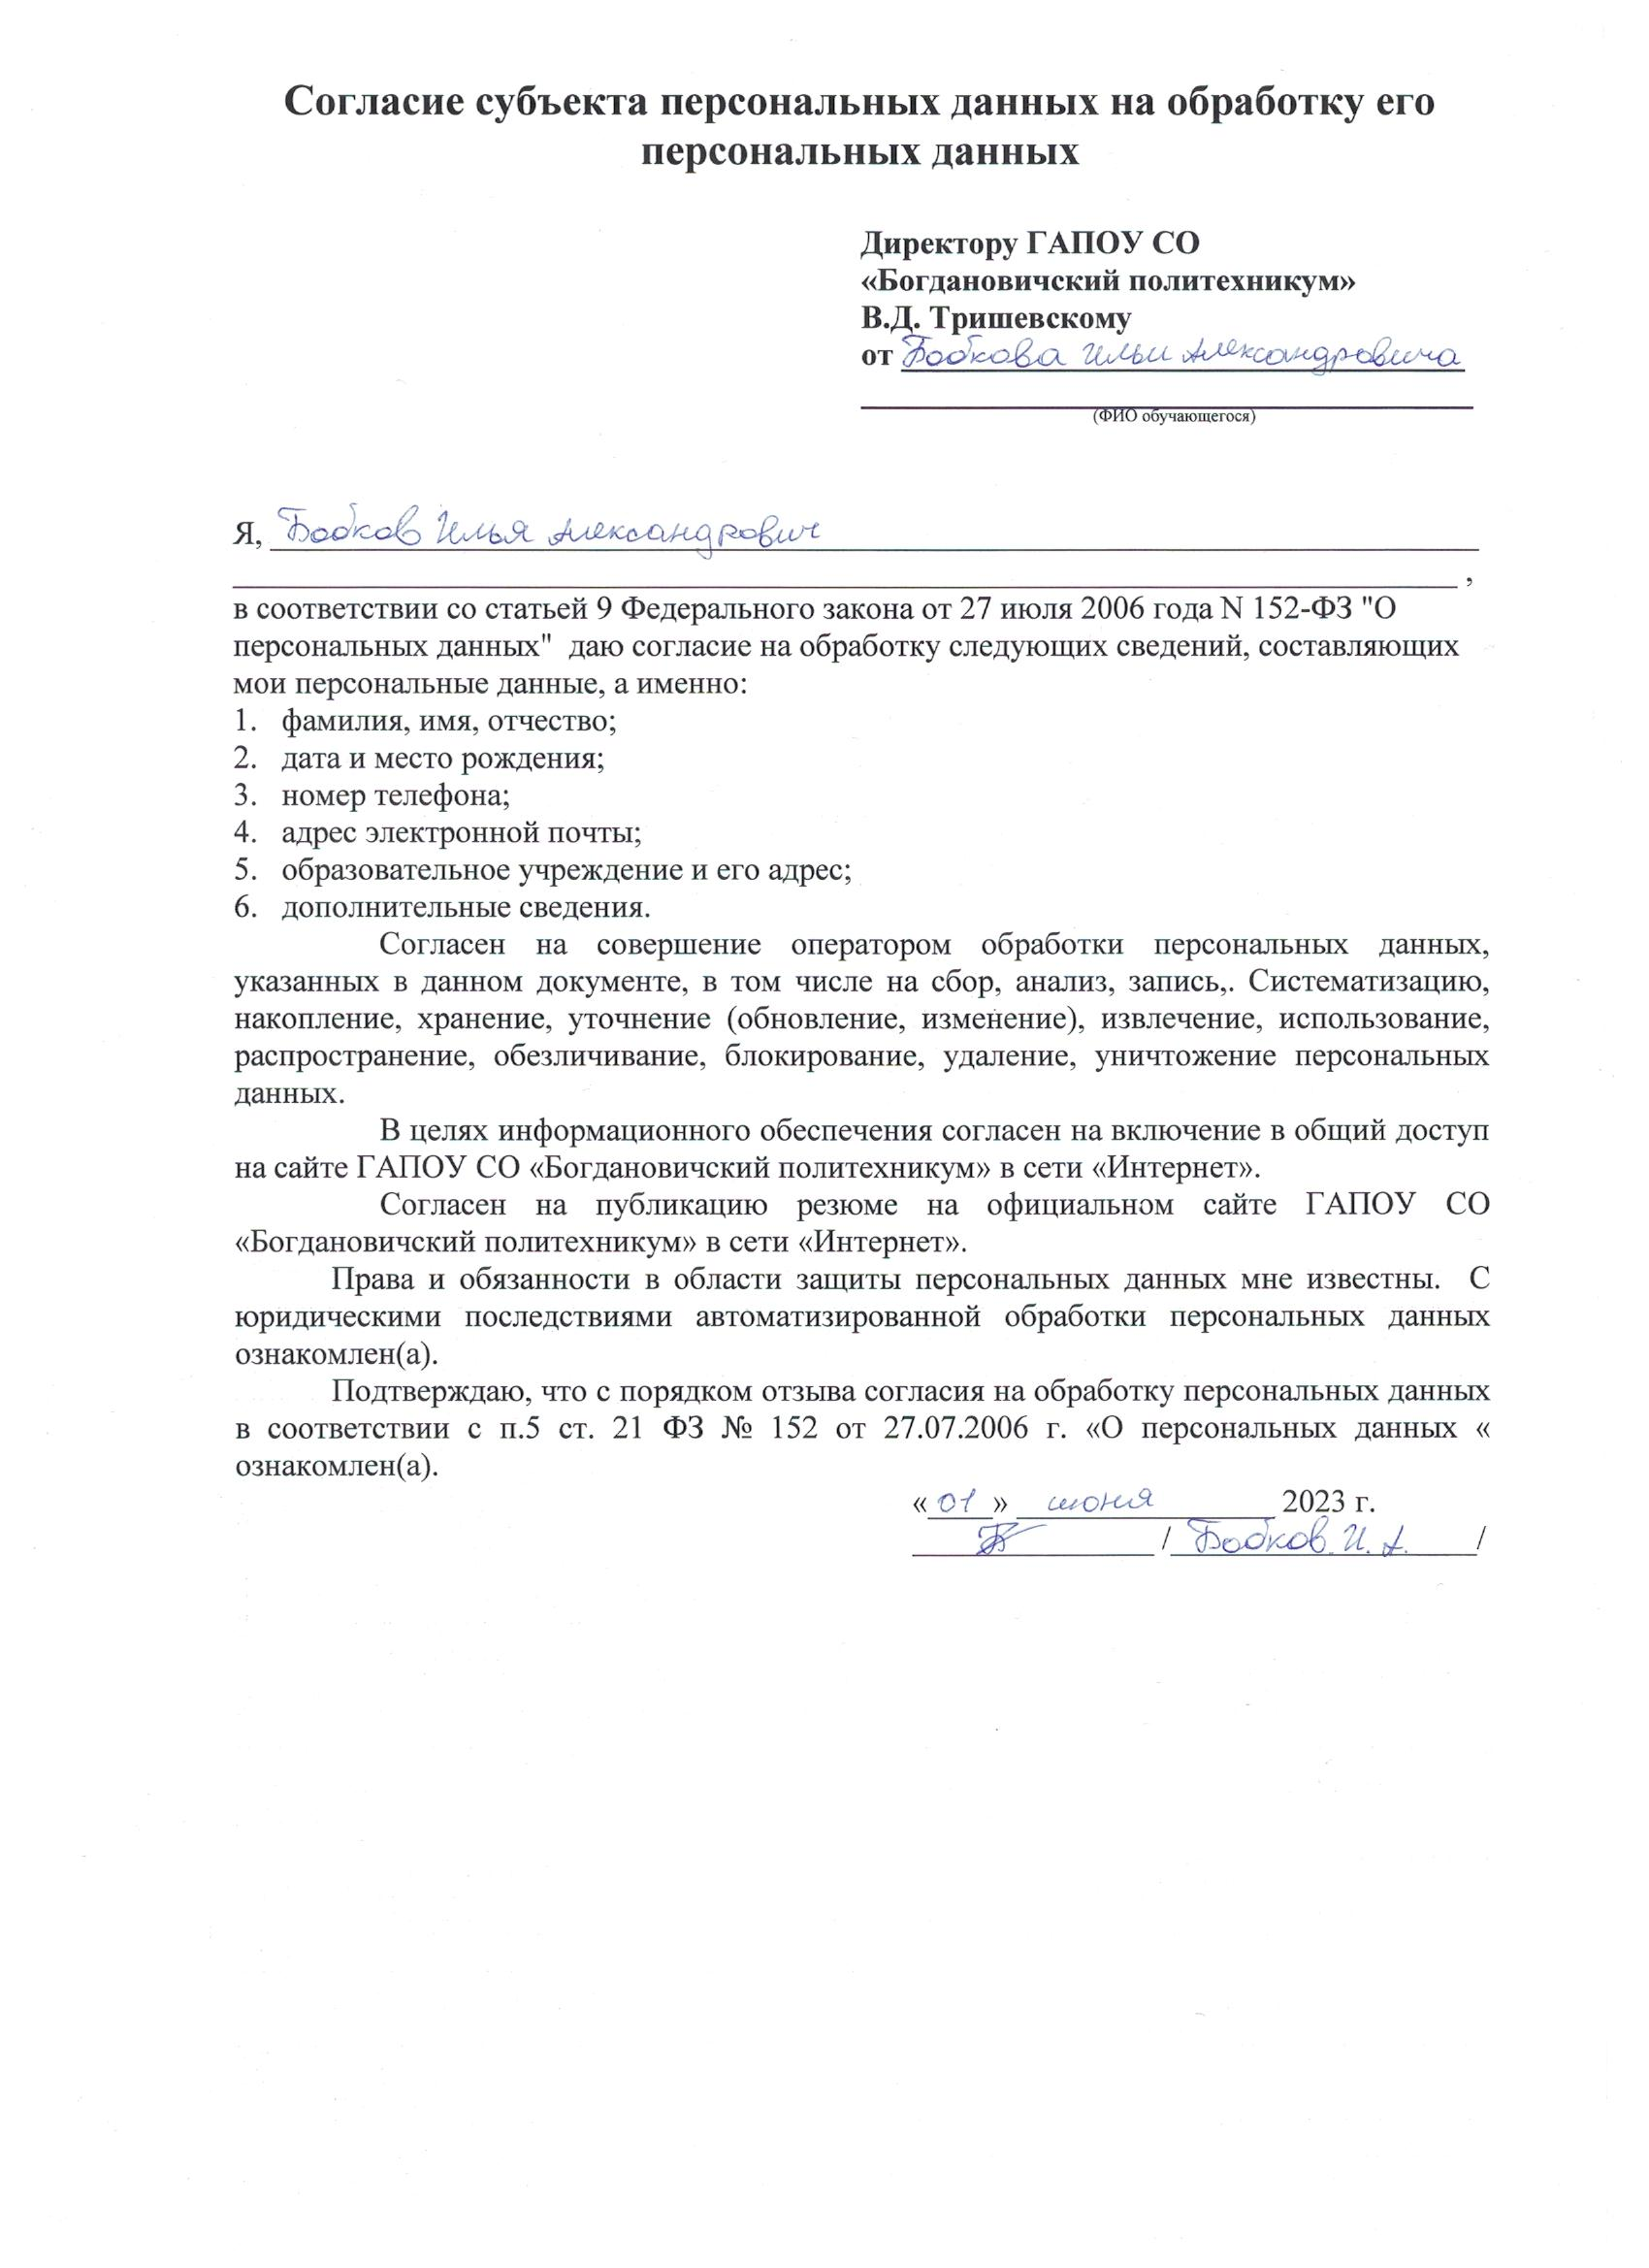 Согласие субъекта персональных данных на обработку его
персональных данных
Директору ГАПОУ СО
«Богдановичский политехникум»
В.Д. Тришевскому
от Бобкова Ильи Александровича
(ФИО обучающегося)
Я, Бобков Илья Александрович
,
в соответствии со статьей 9 Федерального закона от 27 июля 2006 года N 152-ФЗ "О
персональных данных" даю согласие на обработку следующих сведений, составляющих
мои персональные данные, а именно:
1. фамилия, имя, отчество;
2. дата и место рождения;
3. номер телефона;
4. адрес электронной почты;
5. образовательное учреждение и его адрес;
6. дополнительные сведения.
Согласен на совершение оператором обработки персональных данных,
указанных в данном документе, в том числе на сбор, анализ, запись,. Систематизацию,
накопление, хранение, уточнение (обновление, изменение), извлечение, использование,
распространение, обезличивание, блокирование, удаление, уничтожение персональных
данных.
В целях информационного обеспечения согласен на включение в общий доступ
на сайте ГАПОУ СО «Богдановичский политехникум» в сети «Интернет».
Согласен на публикацию резюме на официальном сайте ГАПОУ СО
«Богдановичский политехникум» в сети «Интернет».
Права и обязанности в области защиты персональных данных мне известны. С
юридическими последствиями автоматизированной обработки персональных данных
ознакомлен(а).
Подтверждаю, что с порядком отзыва согласия на обработку персональных данных
в соответствии с п.5 ст. 21 ФЗ № 152 от 27.07.2006 г. «О персональных данных «
ознакомлен(а).
«01» июня 2023 г.
/ Бобков И. А. /